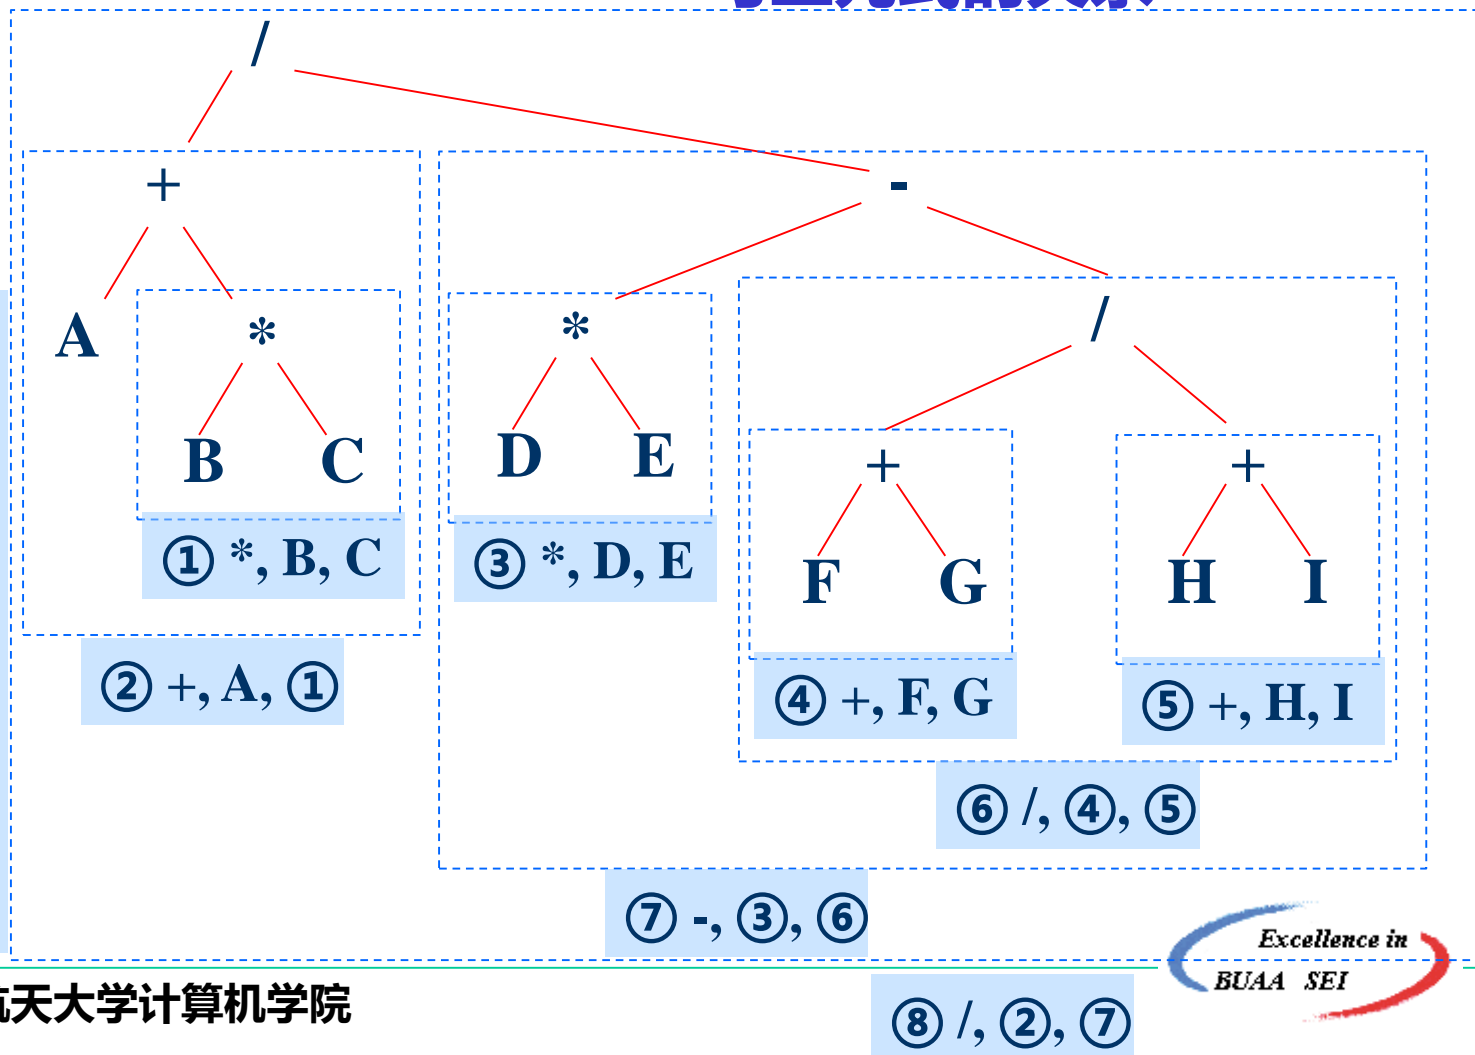 /
+
-
A
*
*
/
B C
D E
+
+
F G
H I
① *, B, C
③ *, D, E
② +, A, ①
④ +, F, G
⑤ +, H, I
⑥ /, ④, ⑤
⑦ -, ③, ⑥
Excellence in
BUAA SEI
航天大学计算机学院
⑧ /, ②, ⑦